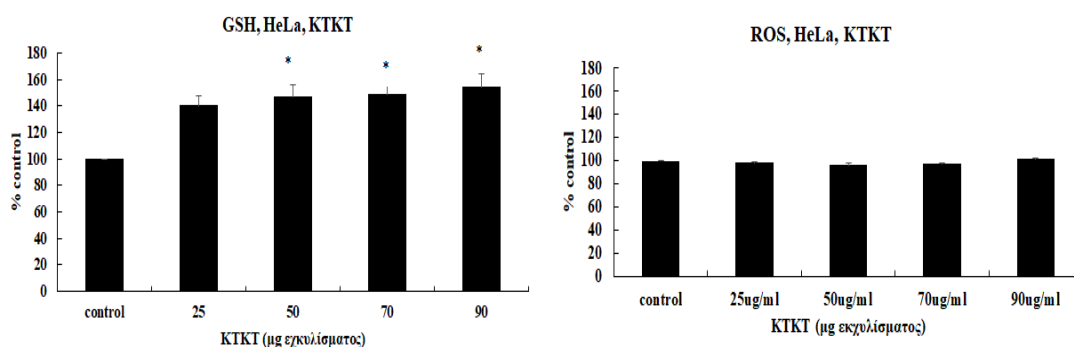 GSH, HeLa, KTKT
% control
180
160
140
120
100
80
60
40
20
0
* * *
control 25 50 70 90
KTKT (μg εχκυλίσματος)
ROS, HeLa, KTKT
% control
180
160
140
120
100
80
60
40
20
0
control 25ug/ml 50ug/ml 70ug/ml 90ug/ml
KTKT (μg εκχυλίσματος)